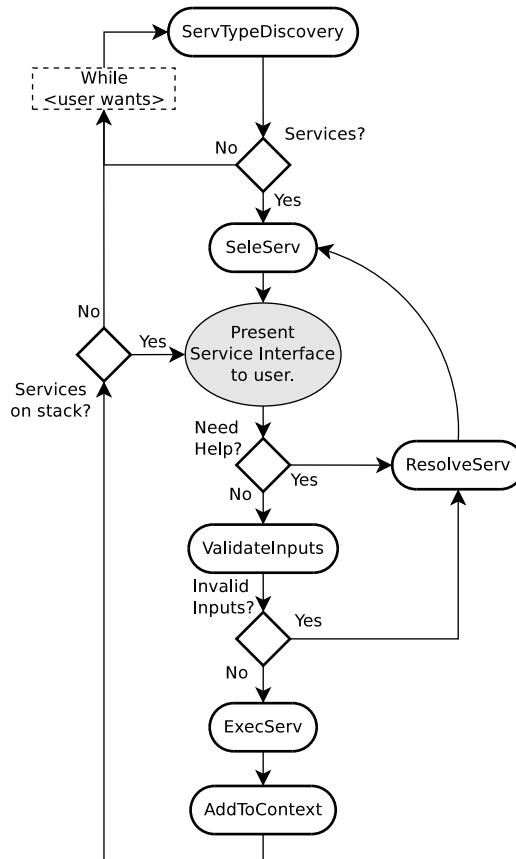 ServTypeDiscovery
While
<user wants>
Services?
No
Yes
SeleServ
No
Yes
Present
Service Interface
to user.
Services
on stack?
Need
Help?
Yes
No
ResolveServ
ValidateInputs
Invalid
Inputs?
Yes
No
ExecServ
AddToContext